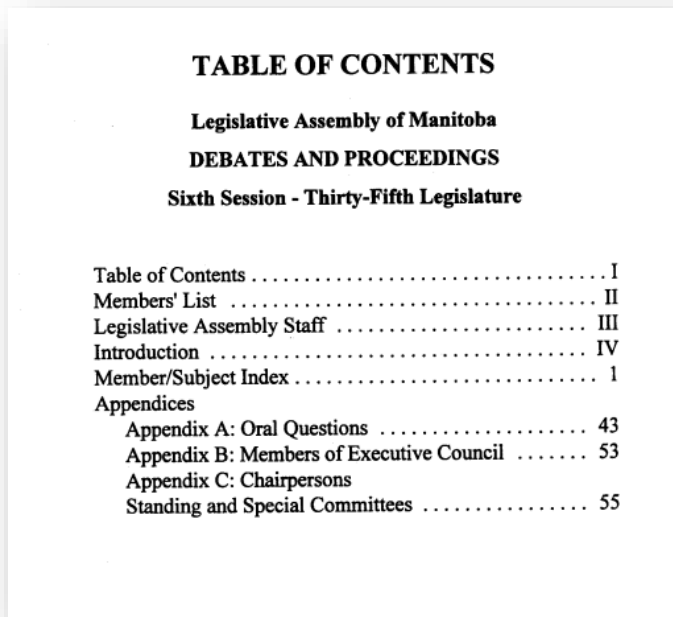 TABLE OF CONTENTS
Legislative Assembly of Manitoba
DEBATES AND PROCEEDINGS
Sixth Session - Thirty-Fifth Legislature
Table of Contents . . . . . . . . . . . . . . . . . . . . . . . . . . . . . . . . . . I
Members' List . . . . . . . . . . . . . . . . . . . . . . . . . . . . . . . . . . . II
Legislative Assembly Staff . . . . . . . . . . . . . . . . . . . . . . . . III
Introduction . . . . . . . . . . . . . . . . . . . . . . . . . . . . . . . . . . . . IV
Member/Subject Index . . . . . . . . . . . . . . . . . . . . . . . . . . . . . 1
Appendices
Appendix A: Oral Questions . . . . . . . . . . . . . . . . . . . . 43
Appendix B: Members of Executive Council . . . . . . . 53
Appendix C: Chairpersons
Standing and Special Committees . . . . . . . . . . . . . . . . 55